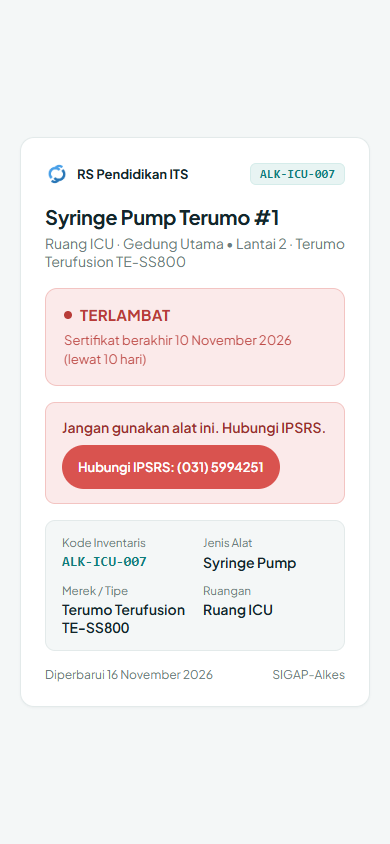 RS Pendidikan ITS
ALK-ICU-007
Syringe Pump Terumo #1
Ruang ICU · Gedung Utama • Lantai 2 · Terumo
Terufusion TE-SS800
TERLAMBAT
Sertifikat berakhir 10 November 2026
(lewat 10 hari)
Jangan gunakan alat ini. Hubungi IPSRS.
Hubungi IPSRS: (031) 5994251
Kode Inventaris
ALK-ICU-007
Jenis Alat
Syringe Pump
Merek / Tipe
Terumo Terufusion
TE-SS800
Ruangan
Ruang ICU
Diperbarui 16 November 2026
SIGAP-Alkes